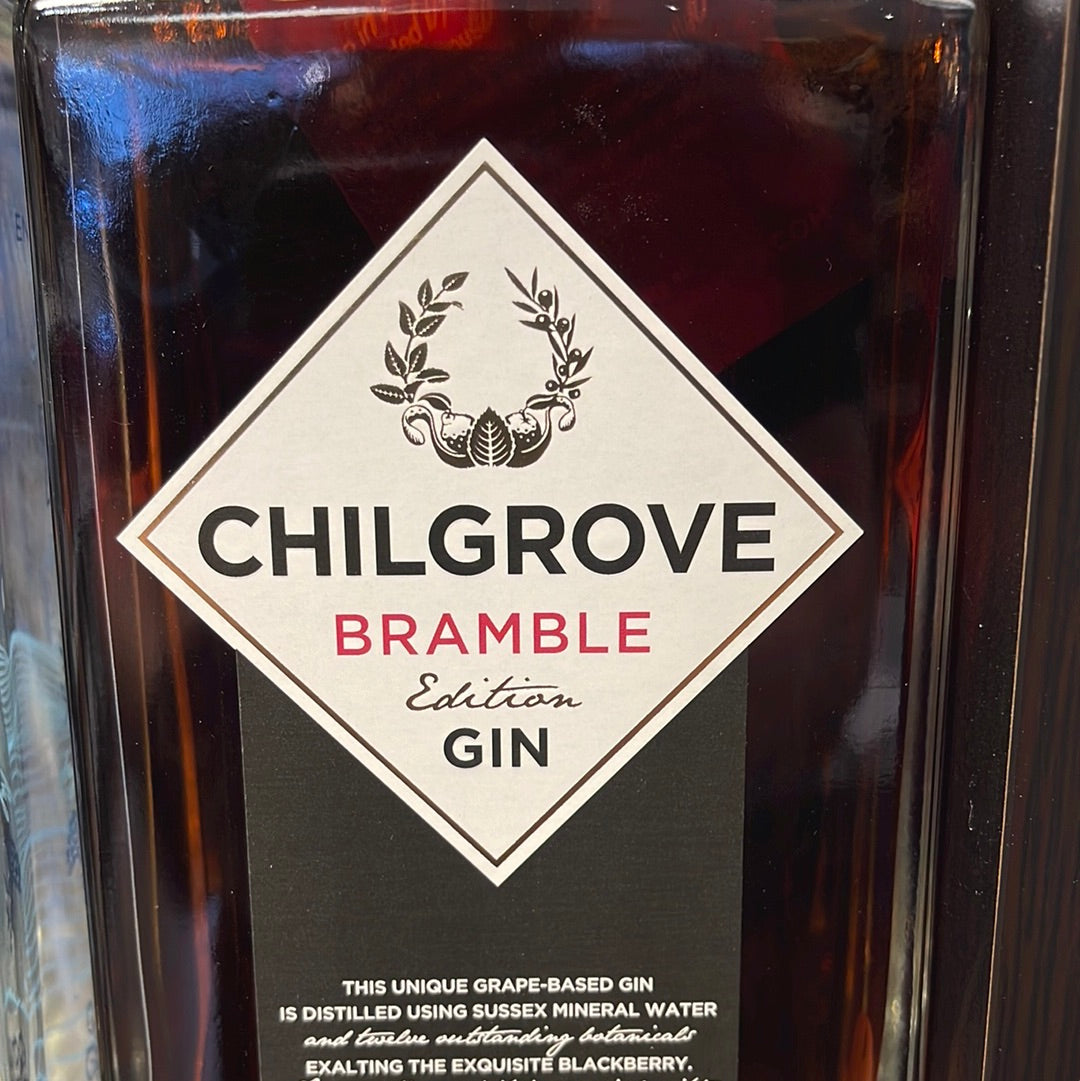 CHILGROVE
BRAMBLE
Edition
GIN
THIS UNIQUE GRAPE-BASED GIN
IS DISTILLED USING SUSSEX MINERAL WATER
and twelve outstanding botanicals
EXALTING THE EXQUISITE BLACKBERRY.